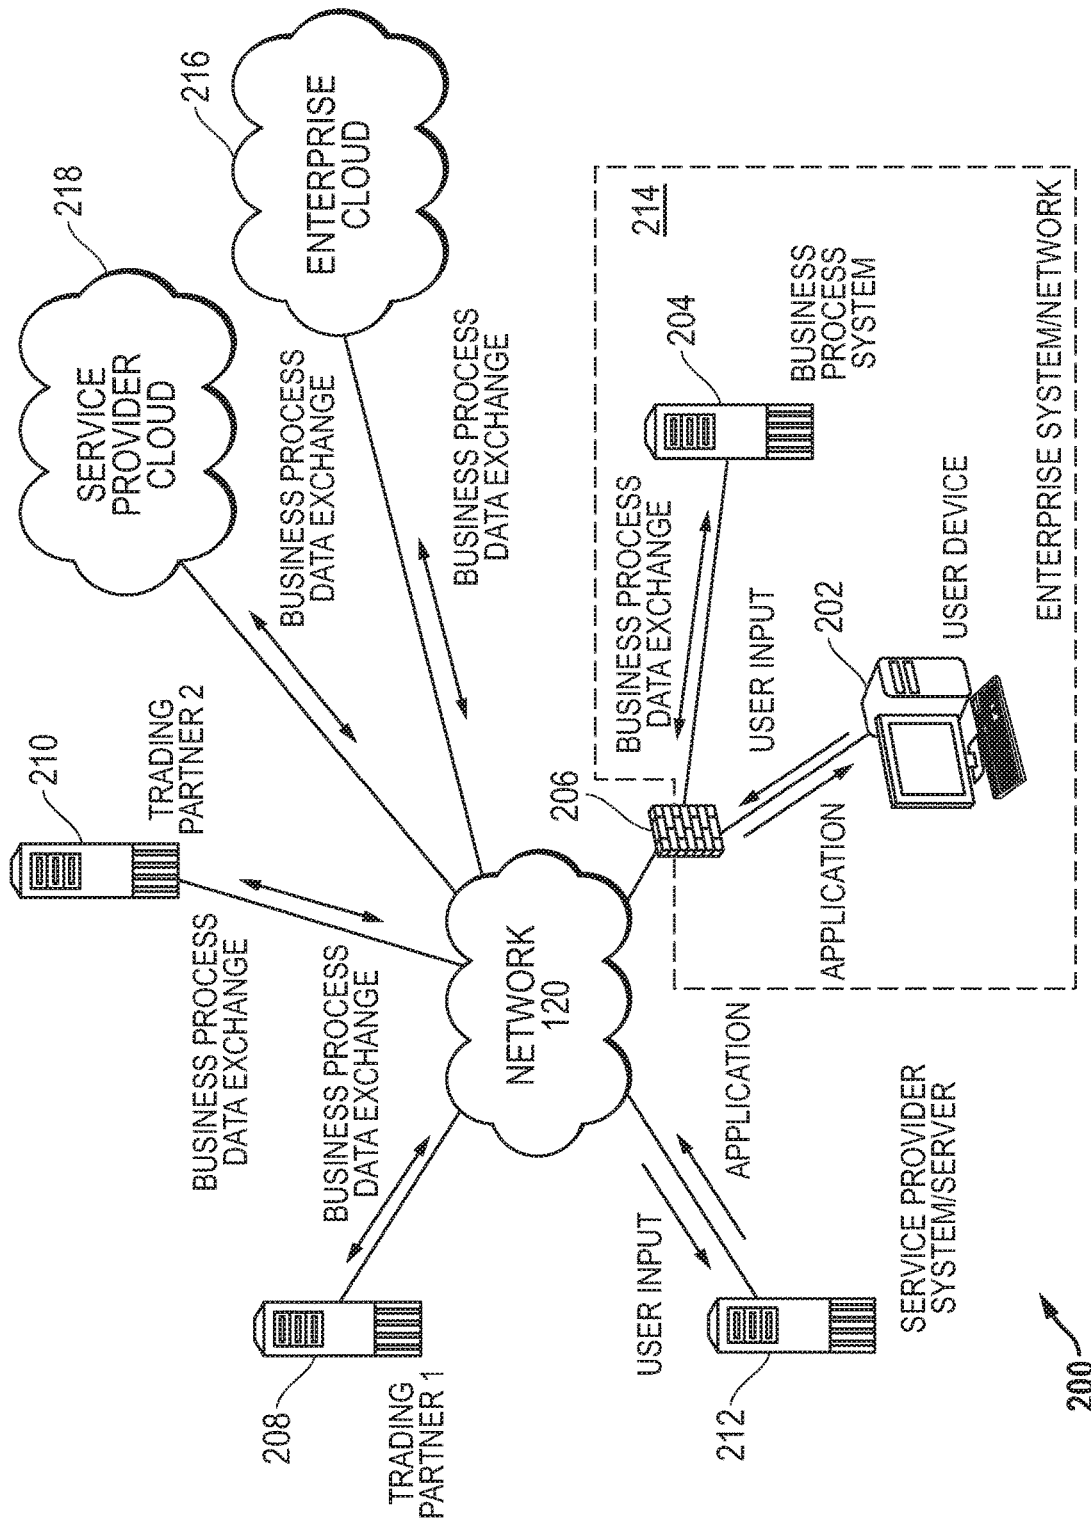 208
TRADING
PARTNER 1
BUSINESS PROCESS
DATA EXCHANGE
BUSINESS PROCESS
DATA EXCHANGE
210
TRADING
PARTNER 2
SERVICE
PROVIDER
CLOUD
218
BUSINESS PROCESS
DATA EXCHANGE
ENTERPRISE
CLOUD
216
BUSINESS PROCESS
DATA EXCHANGE
NETWORK
120
USER INPUT
APPLICATION
212
SERVICE PROVIDER
SYSTEM/SERVER
206
BUSINESS PROCESS
DATA EXCHANGE
204
BUSINESS
PROCESS
SYSTEM
214
USER INPUT
APPLICATION
202
USER DEVICE
ENTERPRISE SYSTEM/NETWORK
200